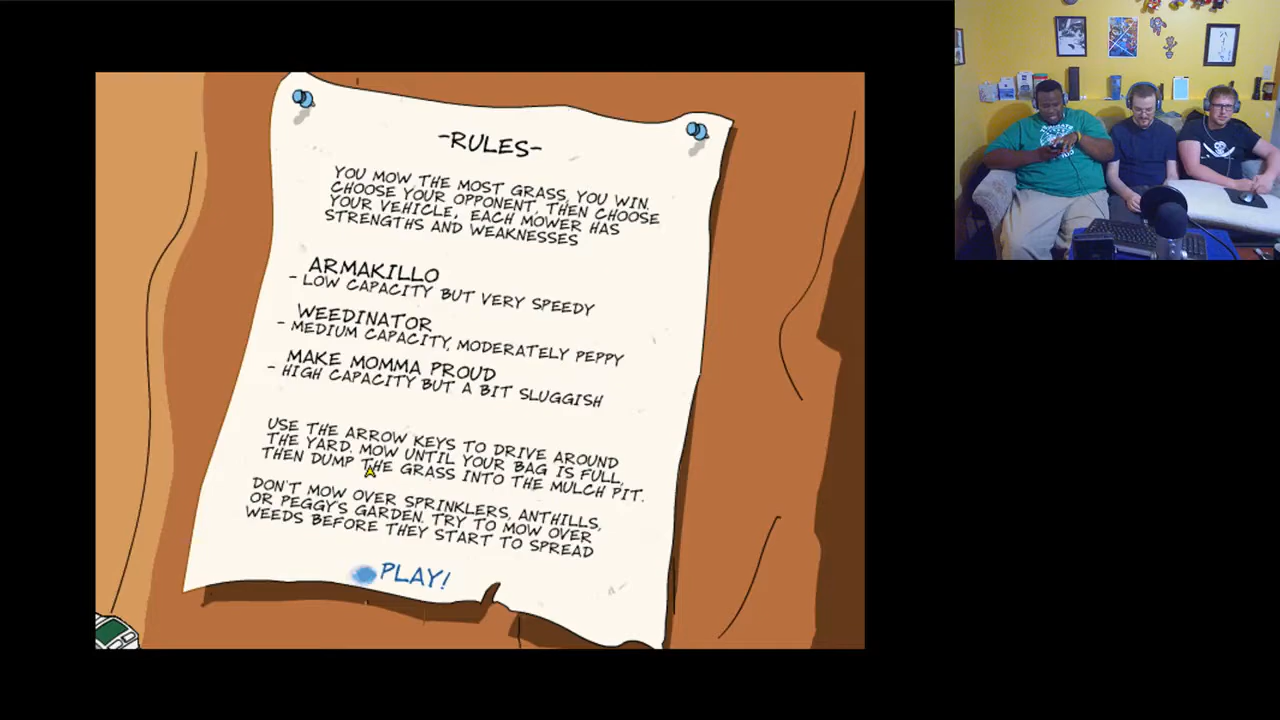 -RULES-
YOU MOW THE MOST GRASS, YOU WIN.
CHOOSE YOUR OPPONENT, THEN CHOOSE
YOUR VEHICLE. EACH MOWER HAS
STRENGTHS AND WEAKNESSES
ARMAKILLO
- LOW CAPACITY BUT VERY SPEEDY
WEEDINATOR
- MEDIUM CAPACITY, MODERATELY PEPPY
MAKE MOMMA PROUD
- HIGH CAPACITY BUT A BIT SLUGGISH
USE THE ARROW KEYS TO DRIVE AROUND
THE YARD. MOW UNTIL YOUR BAG IS FULL,
THEN DUMP THE GRASS INTO THE MULCH PIT.
DON'T MOW OVER SPRINKLERS, ANTHILLS,
OR PEGGY'S GARDEN. TRY TO MOW OVER
WEEDS BEFORE THEY START TO SPREAD
PLAY!